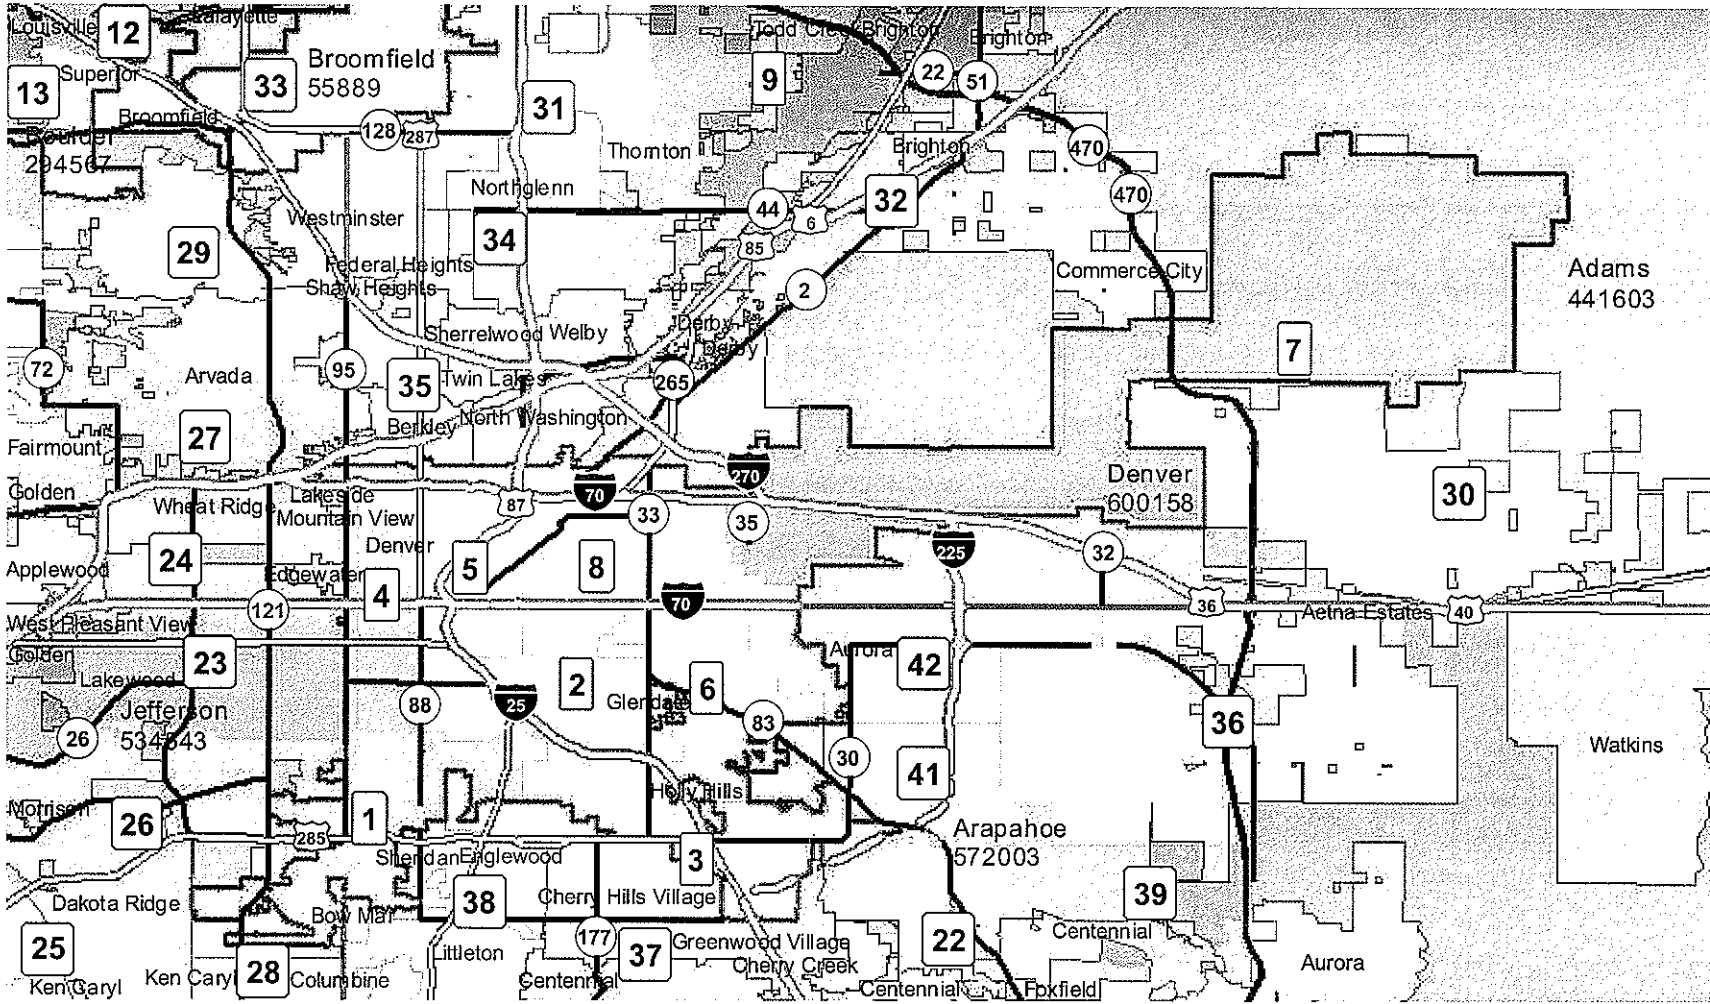 Louisville
12
Lafayette
Todd Creek
Brighton
Brighton
33
Broomfield
55889
9
22
51
Superior
13
31
Broomfield
128
287
Boulder
294567
Thornton
Brighton
470
Northglenn
32
470
Westminster
44
6
29
34
85
Federal Heights
Shaw Heights
Commerce City
Adams
441603
2
Sherrelwood
Welby
Derby
Derby
7
72
95
Arvada
35
Twin Lakes
265
North Washington
Berkley
27
Fairmount
270
Denver
600158
30
Golden
Wheat Ridge
Lakeside
Mountain View
87
70
33
35
Denver
225
32
5
8
24
Applewood
Edgewater
4
121
70
36
Aetna Estates
40
West Pleasant View
Golden
23
Aurora
42
Lakewood
2
6
Glendale
Jefferson
534543
88
25
83
36
26
30
Watkins
41
Holly Hills
Morrison
26
1
285
Arapahoe
572003
Sheridan
Englewood
3
Dakota Ridge
38
Cherry Hills Village
39
Bow Mar
25
177
37
Greenwood Village
22
Centennial
Littleton
Cherry Creek
Aurora
Ken Caryl
Ken Caryl
28
Columbine
Centennial
Centennial
Foxfield